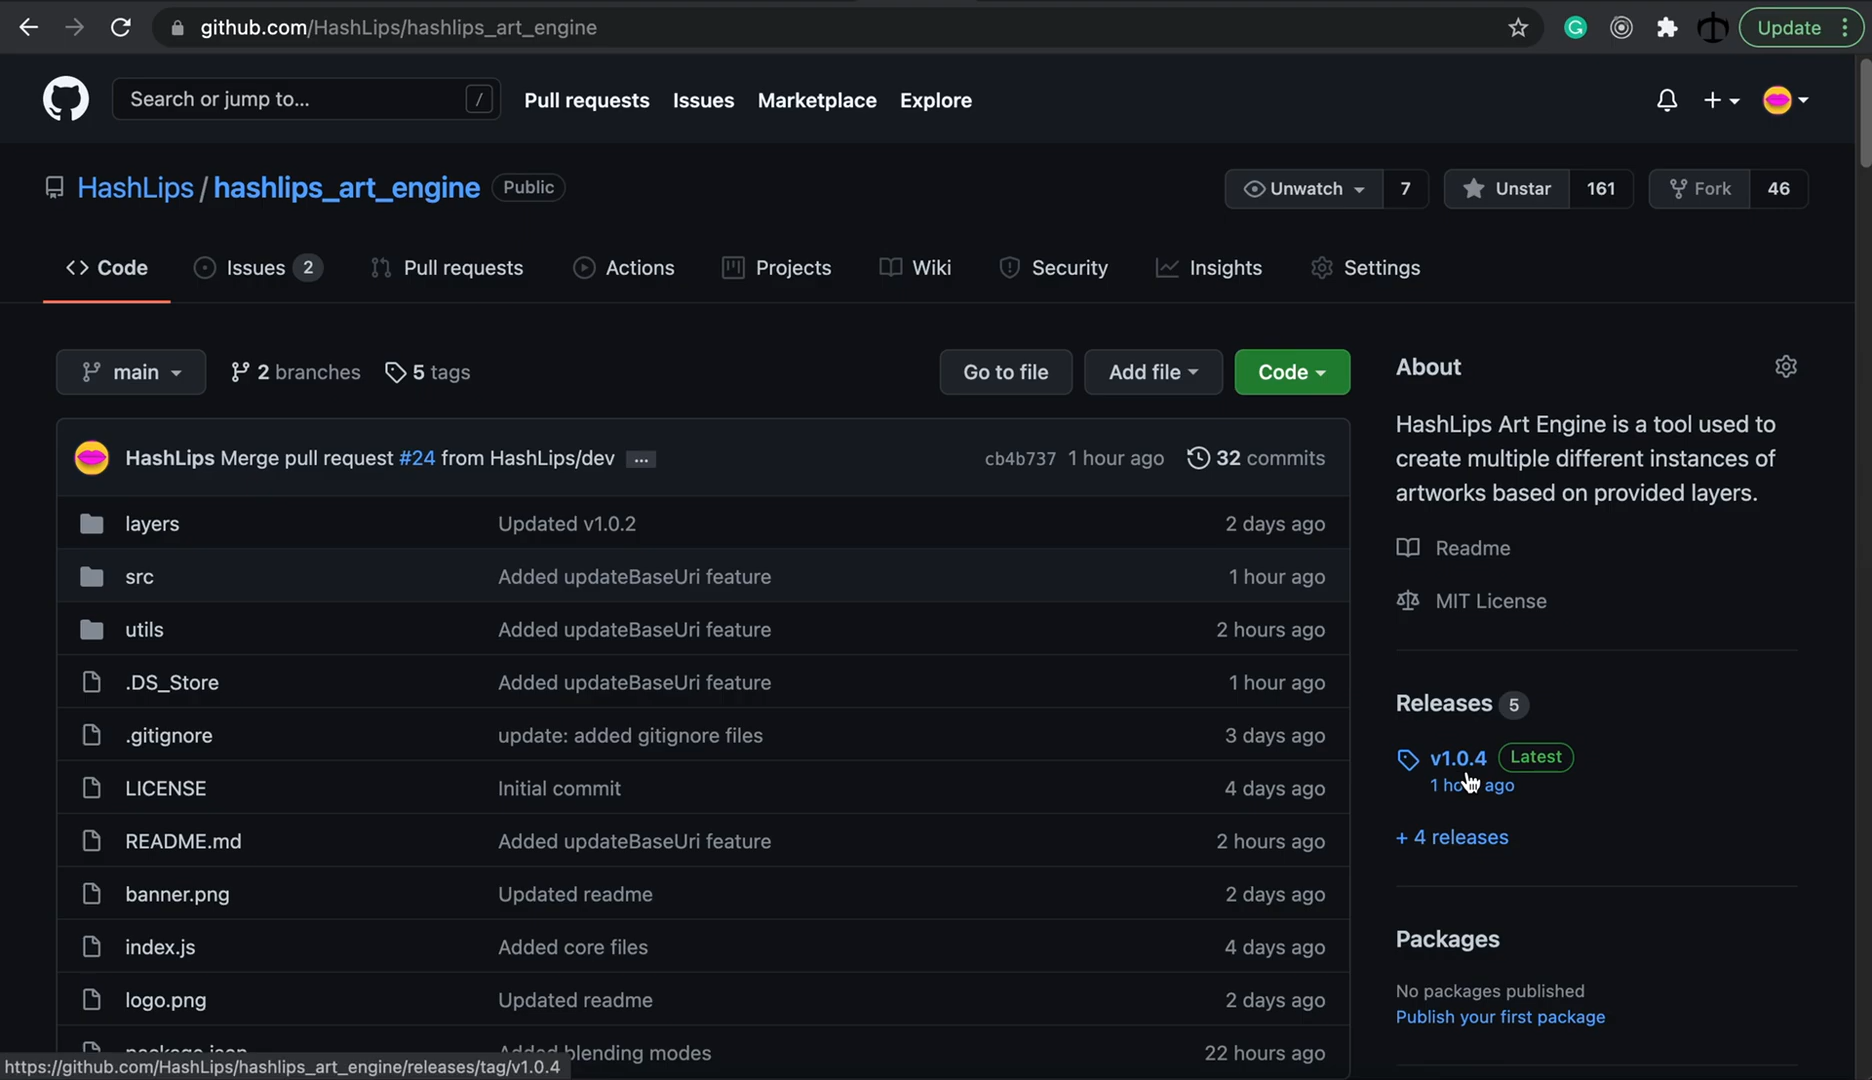 github.com/HashLips/hashlips_art_engine
Update
Search or jump to... /
Pull requests Issues Marketplace Explore
HashLips / hashlips_art_engine Public
Unwatch 7 Unstar 161 Fork 46
Code Issues 2 Pull requests Actions Projects Wiki Security Insights Settings
main 2 branches 5 tags Go to file Add file Code
HashLips Merge pull request #24 from HashLips/dev ... cb4b737 1 hour ago 32 commits
layers Updated v1.0.2 2 days ago
src Added updateBaseUri feature 1 hour ago
utils Added updateBaseUri feature 2 hours ago
.DS_Store Added updateBaseUri feature 1 hour ago
.gitignore update: added gitignore files 3 days ago
LICENSE Initial commit 4 days ago
README.md Added updateBaseUri feature 2 hours ago
banner.png Updated readme 2 days ago
index.js Added core files 4 days ago
logo.png Updated readme 2 days ago
package.json Added blending modes 22 hours ago
About
HashLips Art Engine is a tool used to
create multiple different instances of
artworks based on provided layers.
Readme
MIT License
Releases 5
v1.0.4 Latest
1 hour ago
+ 4 releases
Packages
No packages published
Publish your first package
https://github.com/HashLips/hashlips_art_engine/releases/tag/v1.0.4